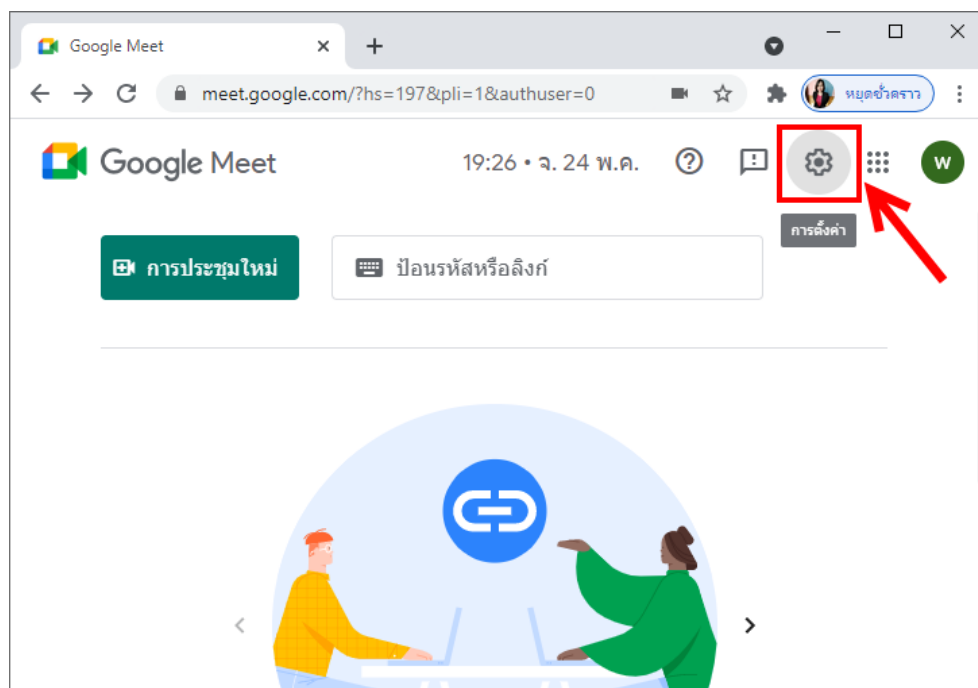 Google Meet
meet.google.com/?hs=197&pli=1&authuser=0
หยุดชั่วคราว
Google Meet
19:26 • จ. 24 พ.ค.
W
การตั้งค่า
การประชุมใหม่
ป้อนรหัสหรือลิงก์